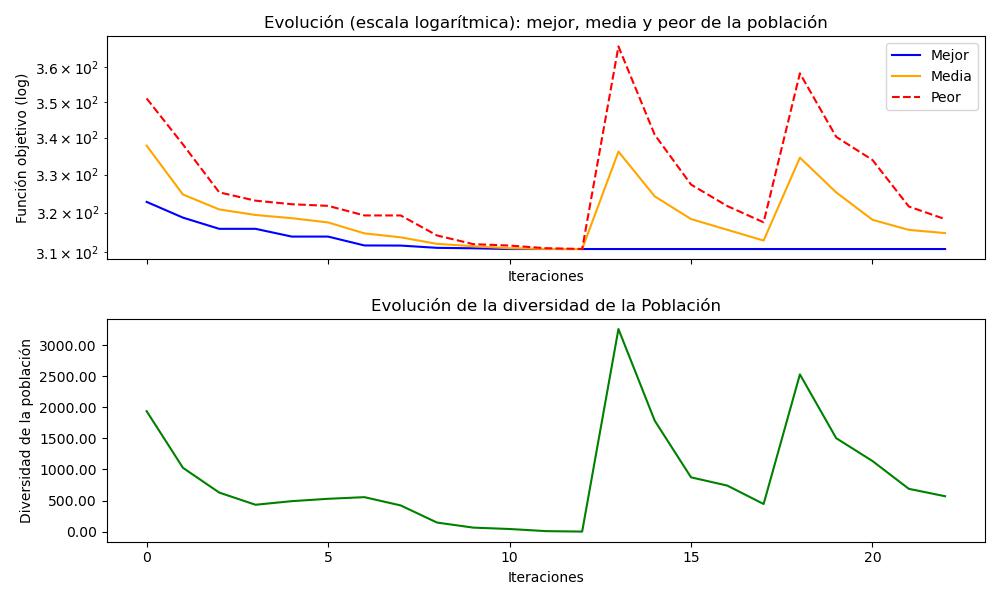 Evolución (escala logarítmica): mejor, media y peor de la población
Función objetivo (log)
3.6 × 10²
3.5 × 10²
3.4 × 10²
3.3 × 10²
3.2 × 10²
3.1 × 10²
Mejor
Media
Peor
Iteraciones
Evolución de la diversidad de la Población
Diversidad de la población
3000.00
2500.00
2000.00
1500.00
1000.00
500.00
0.00
0 5 10 15 20
Iteraciones